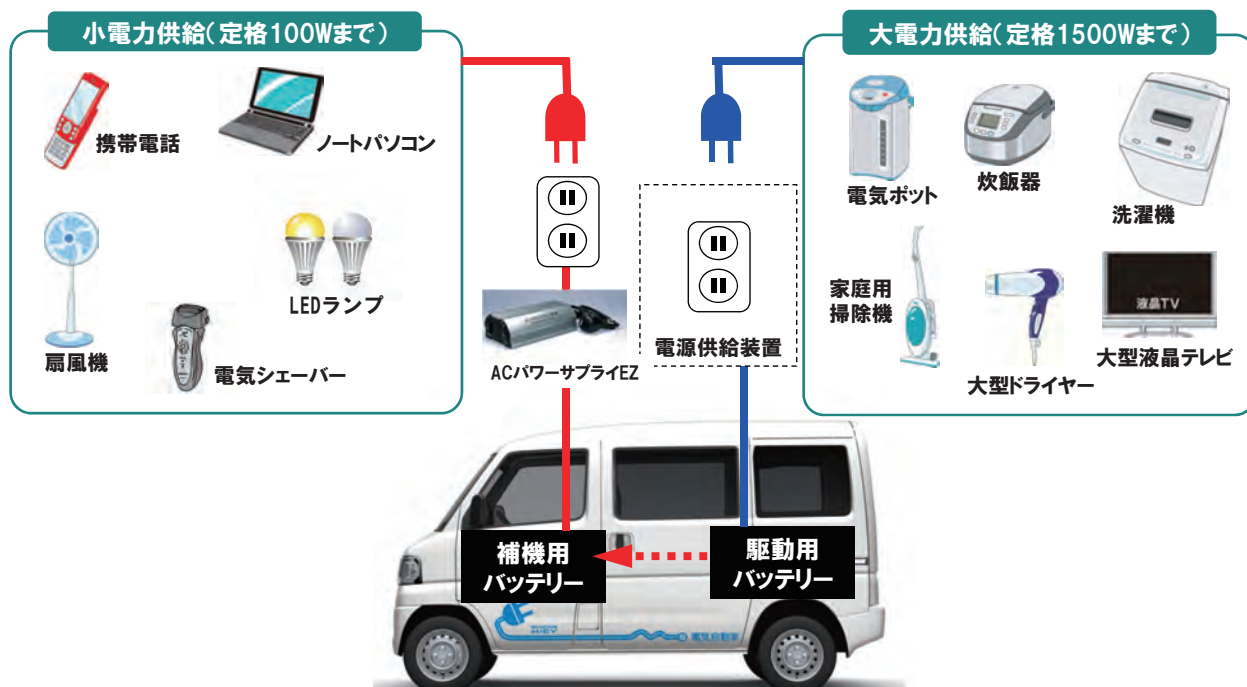 小電力供給(定格100Wまで)
携帯電話
ノートパソコン
扇風機
LEDランプ
電気シェーバー
ACパワーサプライEZ
電源供給装置
大電力供給(定格1500Wまで)
電気ポット
炊飯器
洗濯機
家庭用
掃除機
大型ドライヤー
液晶TV
大型液晶テレビ
補機用
バッテリー
駆動用
バッテリー
電気自動車